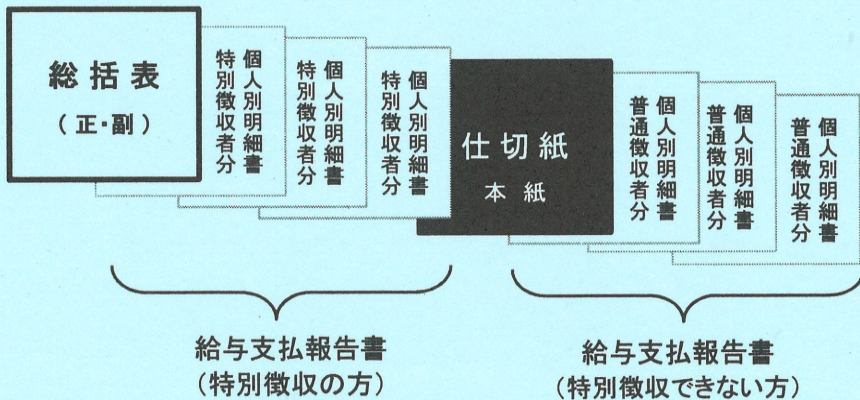 総括表
(正・副)
個人別明細書
特別徴収者分
個人別明細書
特別徴収者分
個人別明細書
特別徴収者分
仕切紙
本紙
個人別明細書
普通徴収者分
個人別明細書
普通徴収者分
個人別明細書
普通徴収者分
給与支払報告書
(特別徴収の方)
給与支払報告書
(特別徴収できない方)